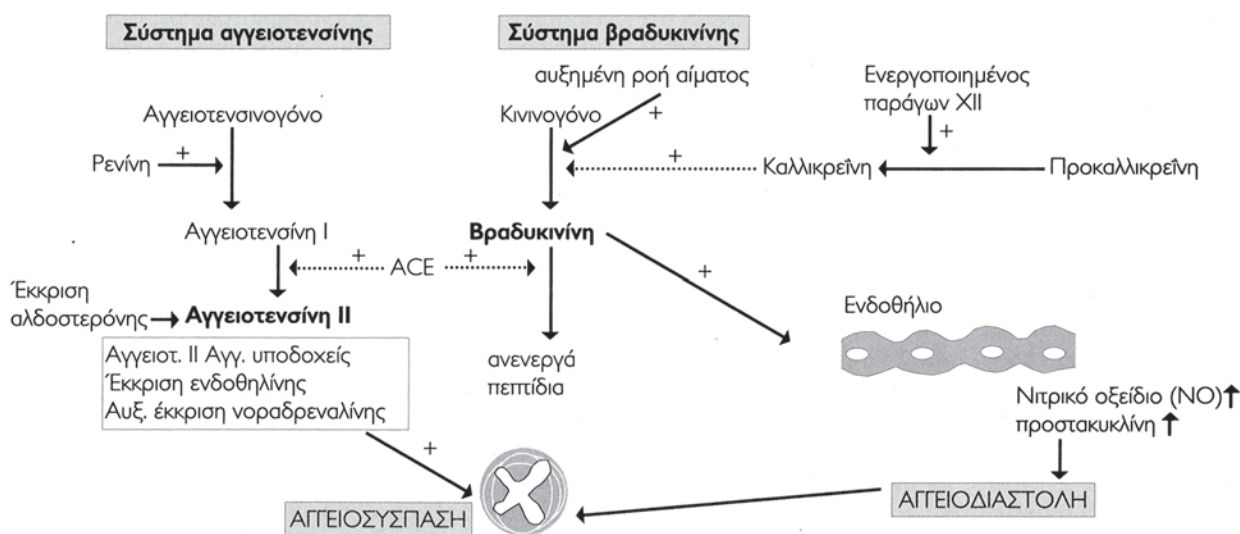 Σύστημα αγγειοτενσίνης
Σύστημα βραδυκινίνης
αυξημένη ροή αίματος
Ενεργοποιημένος
παράγων XII
Αγγειοτενσινογόνο
Κινινογόνο
+
+
Ρενίνη
+
+
Καλλικρεΐνη
Προκαλλικρεΐνη
Αγγειοτενσίνη Ι
Βραδυκινίνη
+
ACE
+
+
Έκκριση
αλδοστερόνης
Αγγειοτενσίνη ΙΙ
Ενδοθήλιο
Αγγειοτ. ΙΙ Αγγ. υποδοχείς
Έκκριση ενδοθηλίνης
Αυξ. έκκριση νοραδρεναλίνης
ανενεργά
πεπτίδια
Νιτρικό οξείδιο (ΝΟ)
προστακυκλίνη
+
ΑΓΓΕΙΟΣΥΣΠΑΣΗ
ΑΓΓΕΙΟΔΙΑΣΤΟΛΗ